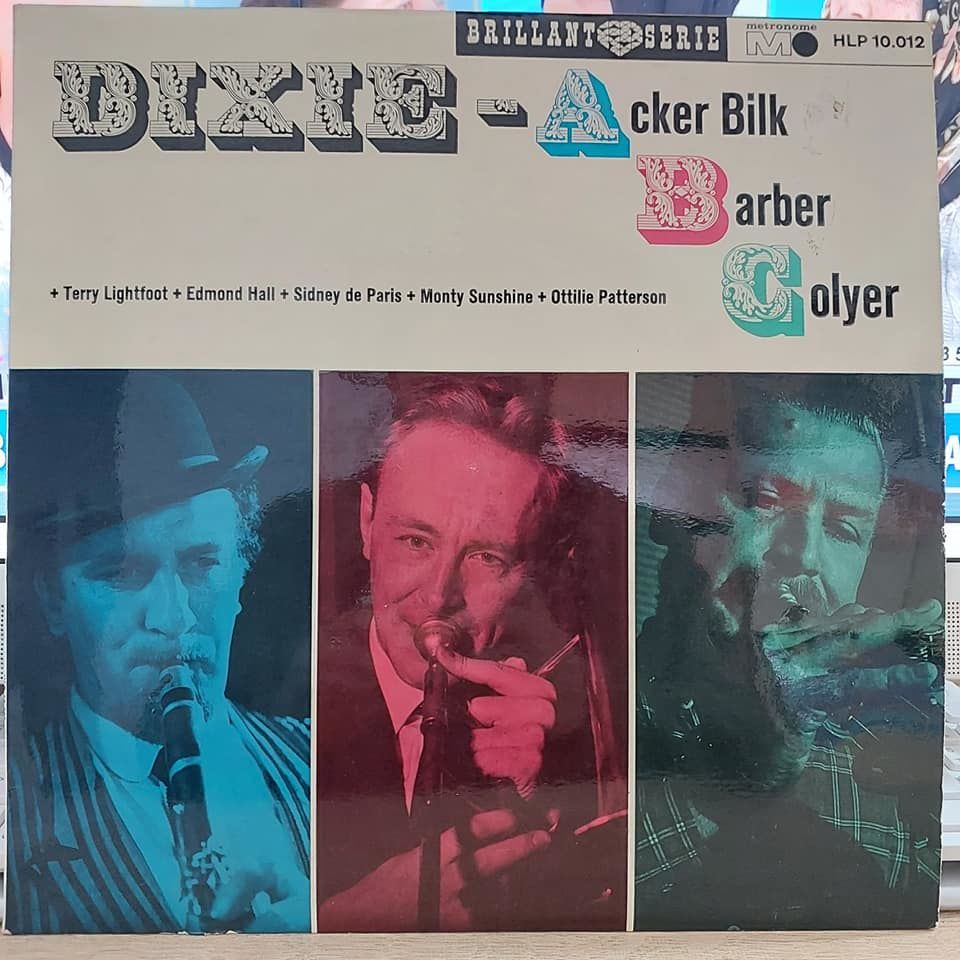 BRILLANT SERIE
metronome
M
HLP 10.012
DIXIE - Acker Bilk
Barber
Colyer
+ Terry Lightfoot + Edmond Hall + Sidney de Paris + Monty Sunshine + Ottilie Patterson